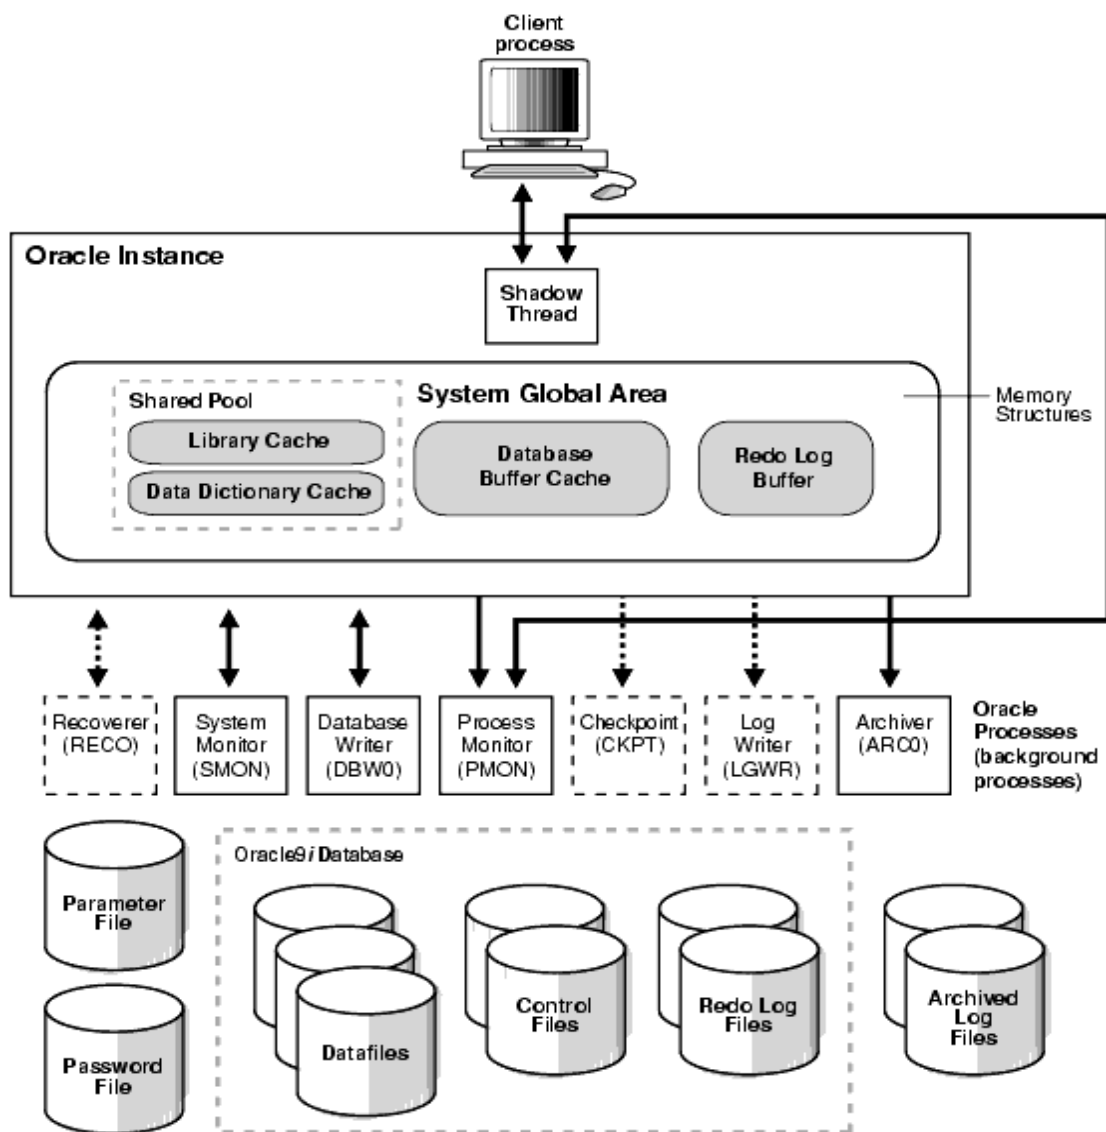 Client
process
Oracle Instance
Shadow
Thread
System Global Area
Shared Pool
Library Cache
Data Dictionary Cache
Database
Buffer Cache
Redo Log
Buffer
Memory
Structures
Recoverer
(RECO)
System
Monitor
(SMON)
Database
Writer
(DBW0)
Process
Monitor
(PMON)
Checkpoint
(CKPT)
Log
Writer
(LGWR)
Archiver
(ARC0)
Oracle
Processes
(background
processes)
Parameter
File
Password
File
Oracle9i Database
Datafiles
Control
Files
Redo Log
Files
Archived
Log
Files